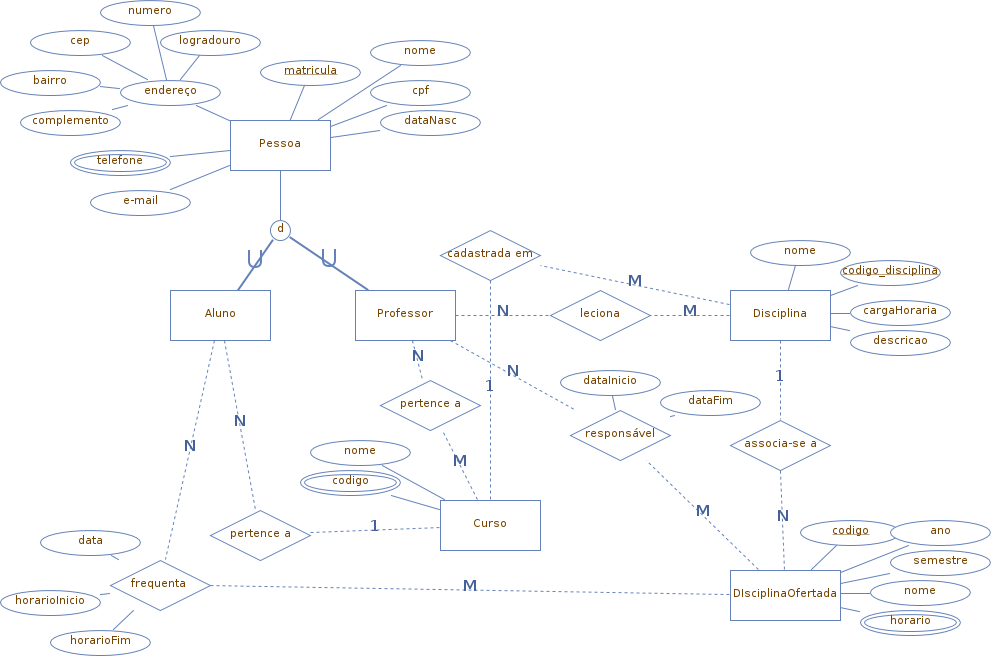 numero
cep
logradouro
nome
matricula
bairro
endereço
cpf
complemento
dataNasc
Pessoa
telefone
e-mail
d
U
U
cadastrada em
nome
codigo_disciplina
M
Aluno
Professor
N
leciona
M
Disciplina
cargaHoraria
descricao
N
N
1
dataInicio
1
dataFim
pertence a
N
N
responsável
associa-se a
nome
M
codigo
M
N
Curso
1
pertence a
codigo
ano
data
semestre
frequenta
M
DIsciplinaOfertada
nome
horarioInicio
horario
horarioFim